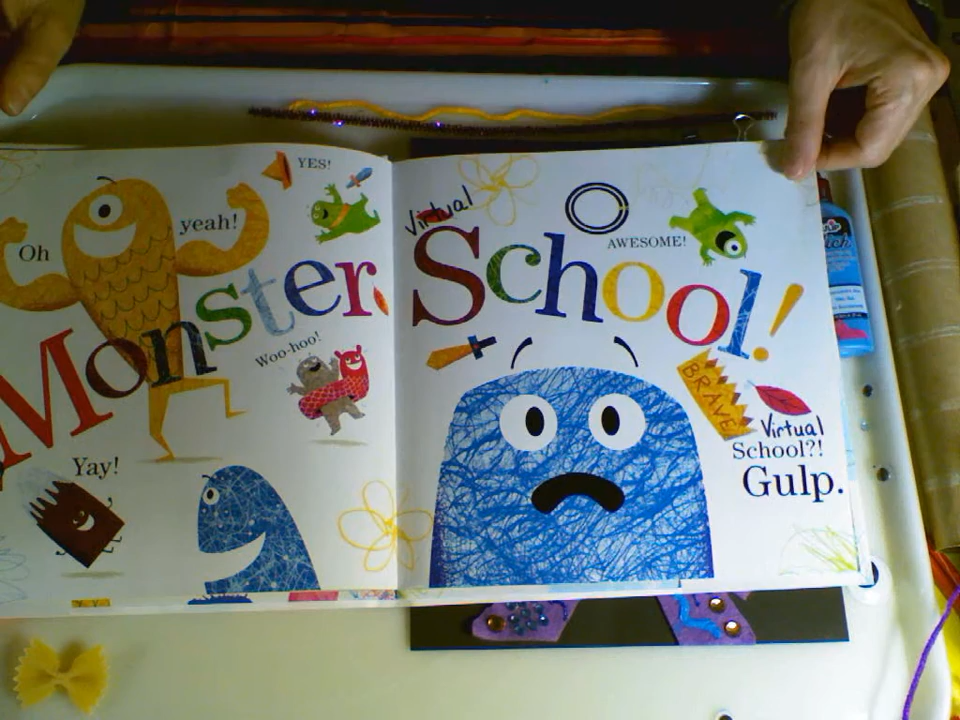 YES!
Oh yeah!
Monster
Woo-hoo!
Yay!
Virtual
School!
AWESOME!
BRAVE
Virtual
School?!
Gulp.